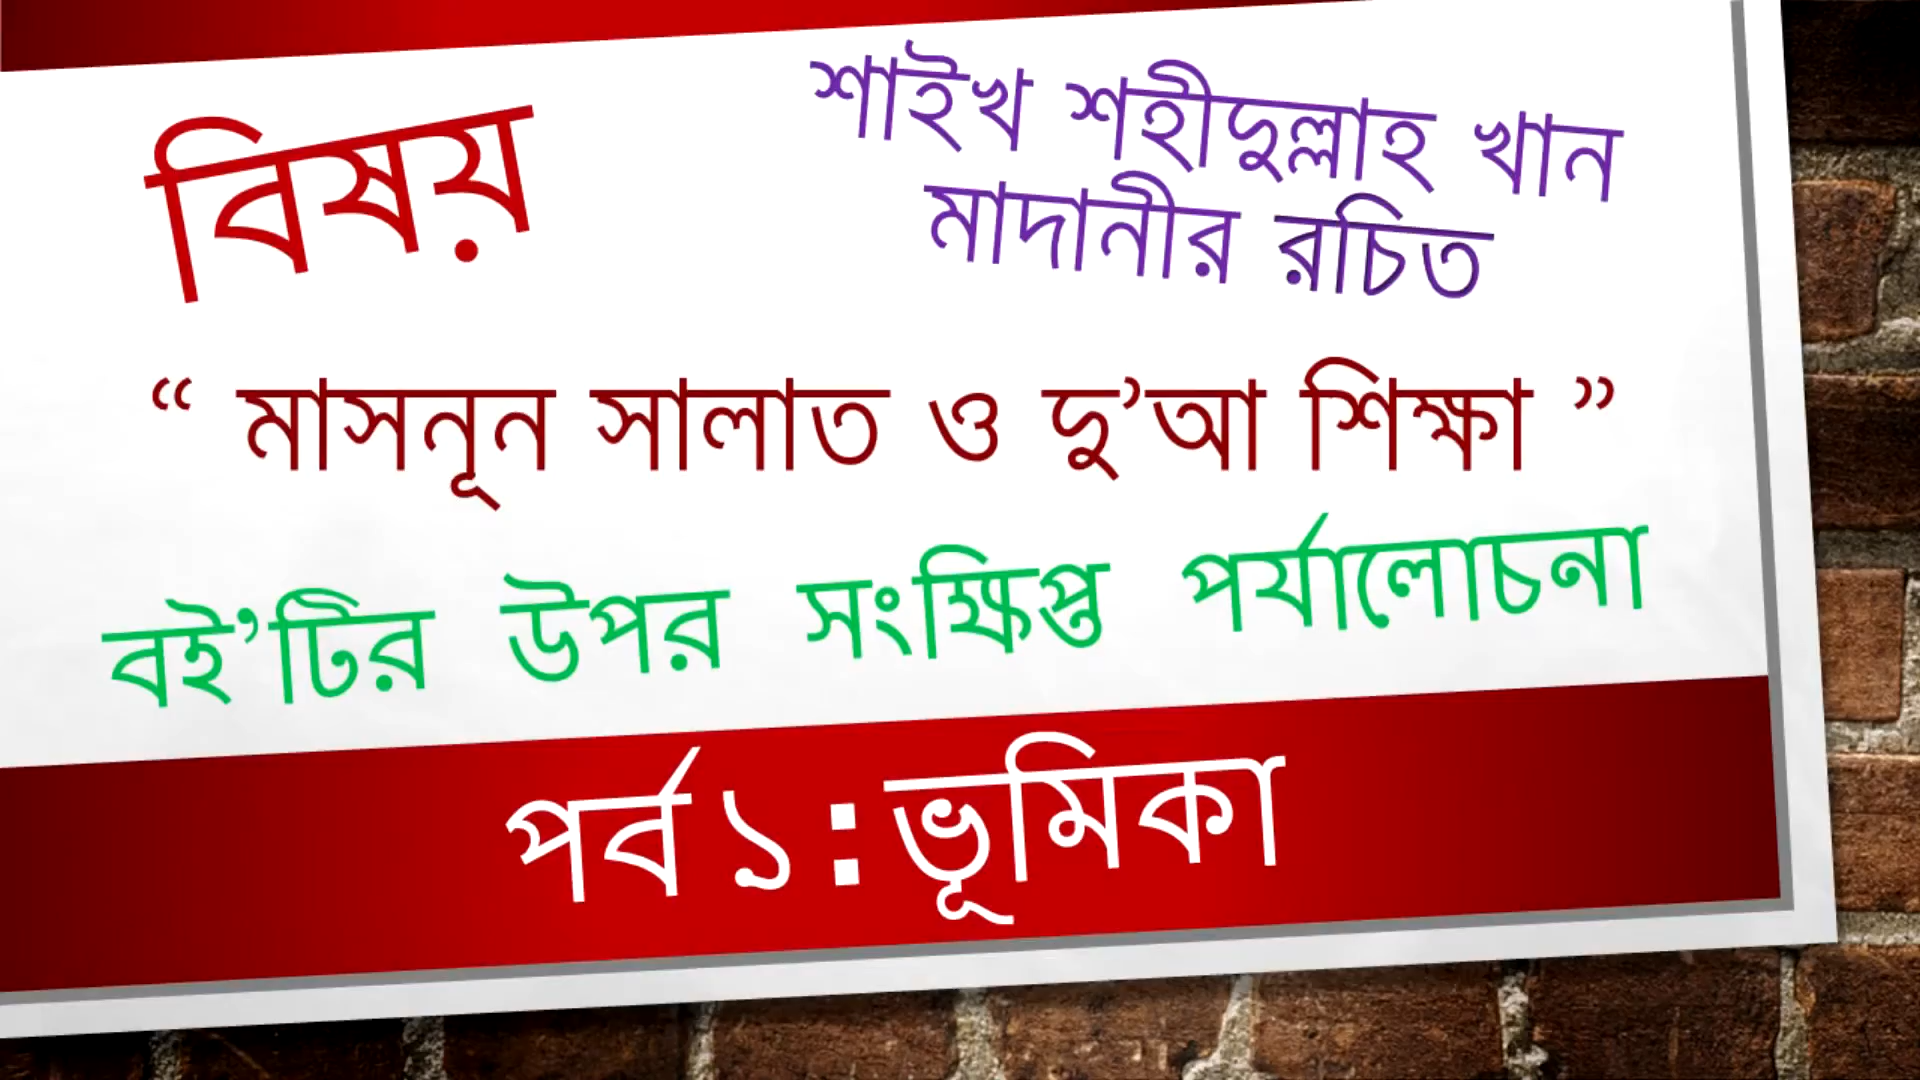 বিষয়
শাইখ শহীদুল্লাহ খান
মাদানীর রচিত
“ মাসনূন সালাত ও দু’আ শিক্ষা ”
বই’টির উপর সংক্ষিপ্ত পর্যালোচনা
পর্ব ১ : ভূমিকা